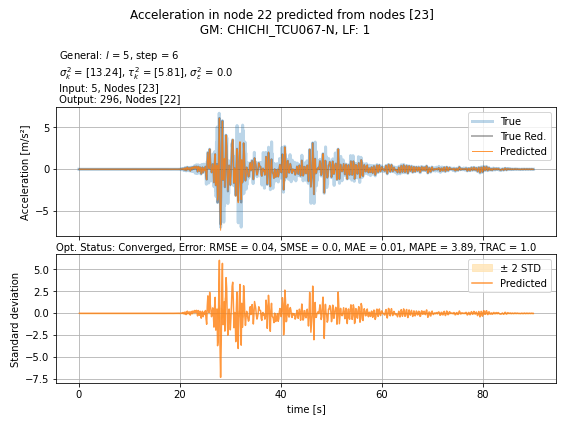 Acceleration in node 22 predicted from nodes [23]
GM: CHICHI_TCU067-N, LF: 1
General: l = 5, step = 6
σ²ₖ = [13.24], τ²ₖ = [5.81], σ²ε = 0.0
Input: 5, Nodes [23]
Output: 296, Nodes [22]
Acceleration [m/s²]
5
0
−5
True
True Red.
Predicted
Opt. Status: Converged, Error: RMSE = 0.04, SMSE = 0.0, MAE = 0.01, MAPE = 3.89, TRAC = 1.0
Standard deviation
5.0
2.5
0.0
−2.5
−5.0
−7.5
± 2 STD
Predicted
0 20 40 60 80
time [s]